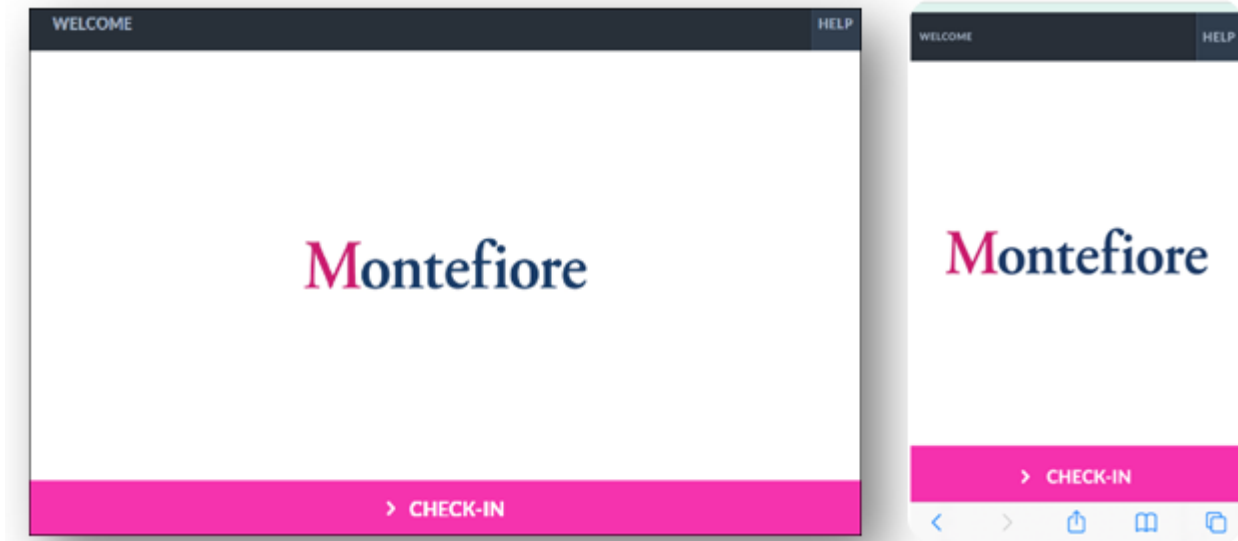 WELCOME
HELP
Montefiore
> CHECK-IN
WELCOME
HELP
Montefiore
> CHECK-IN